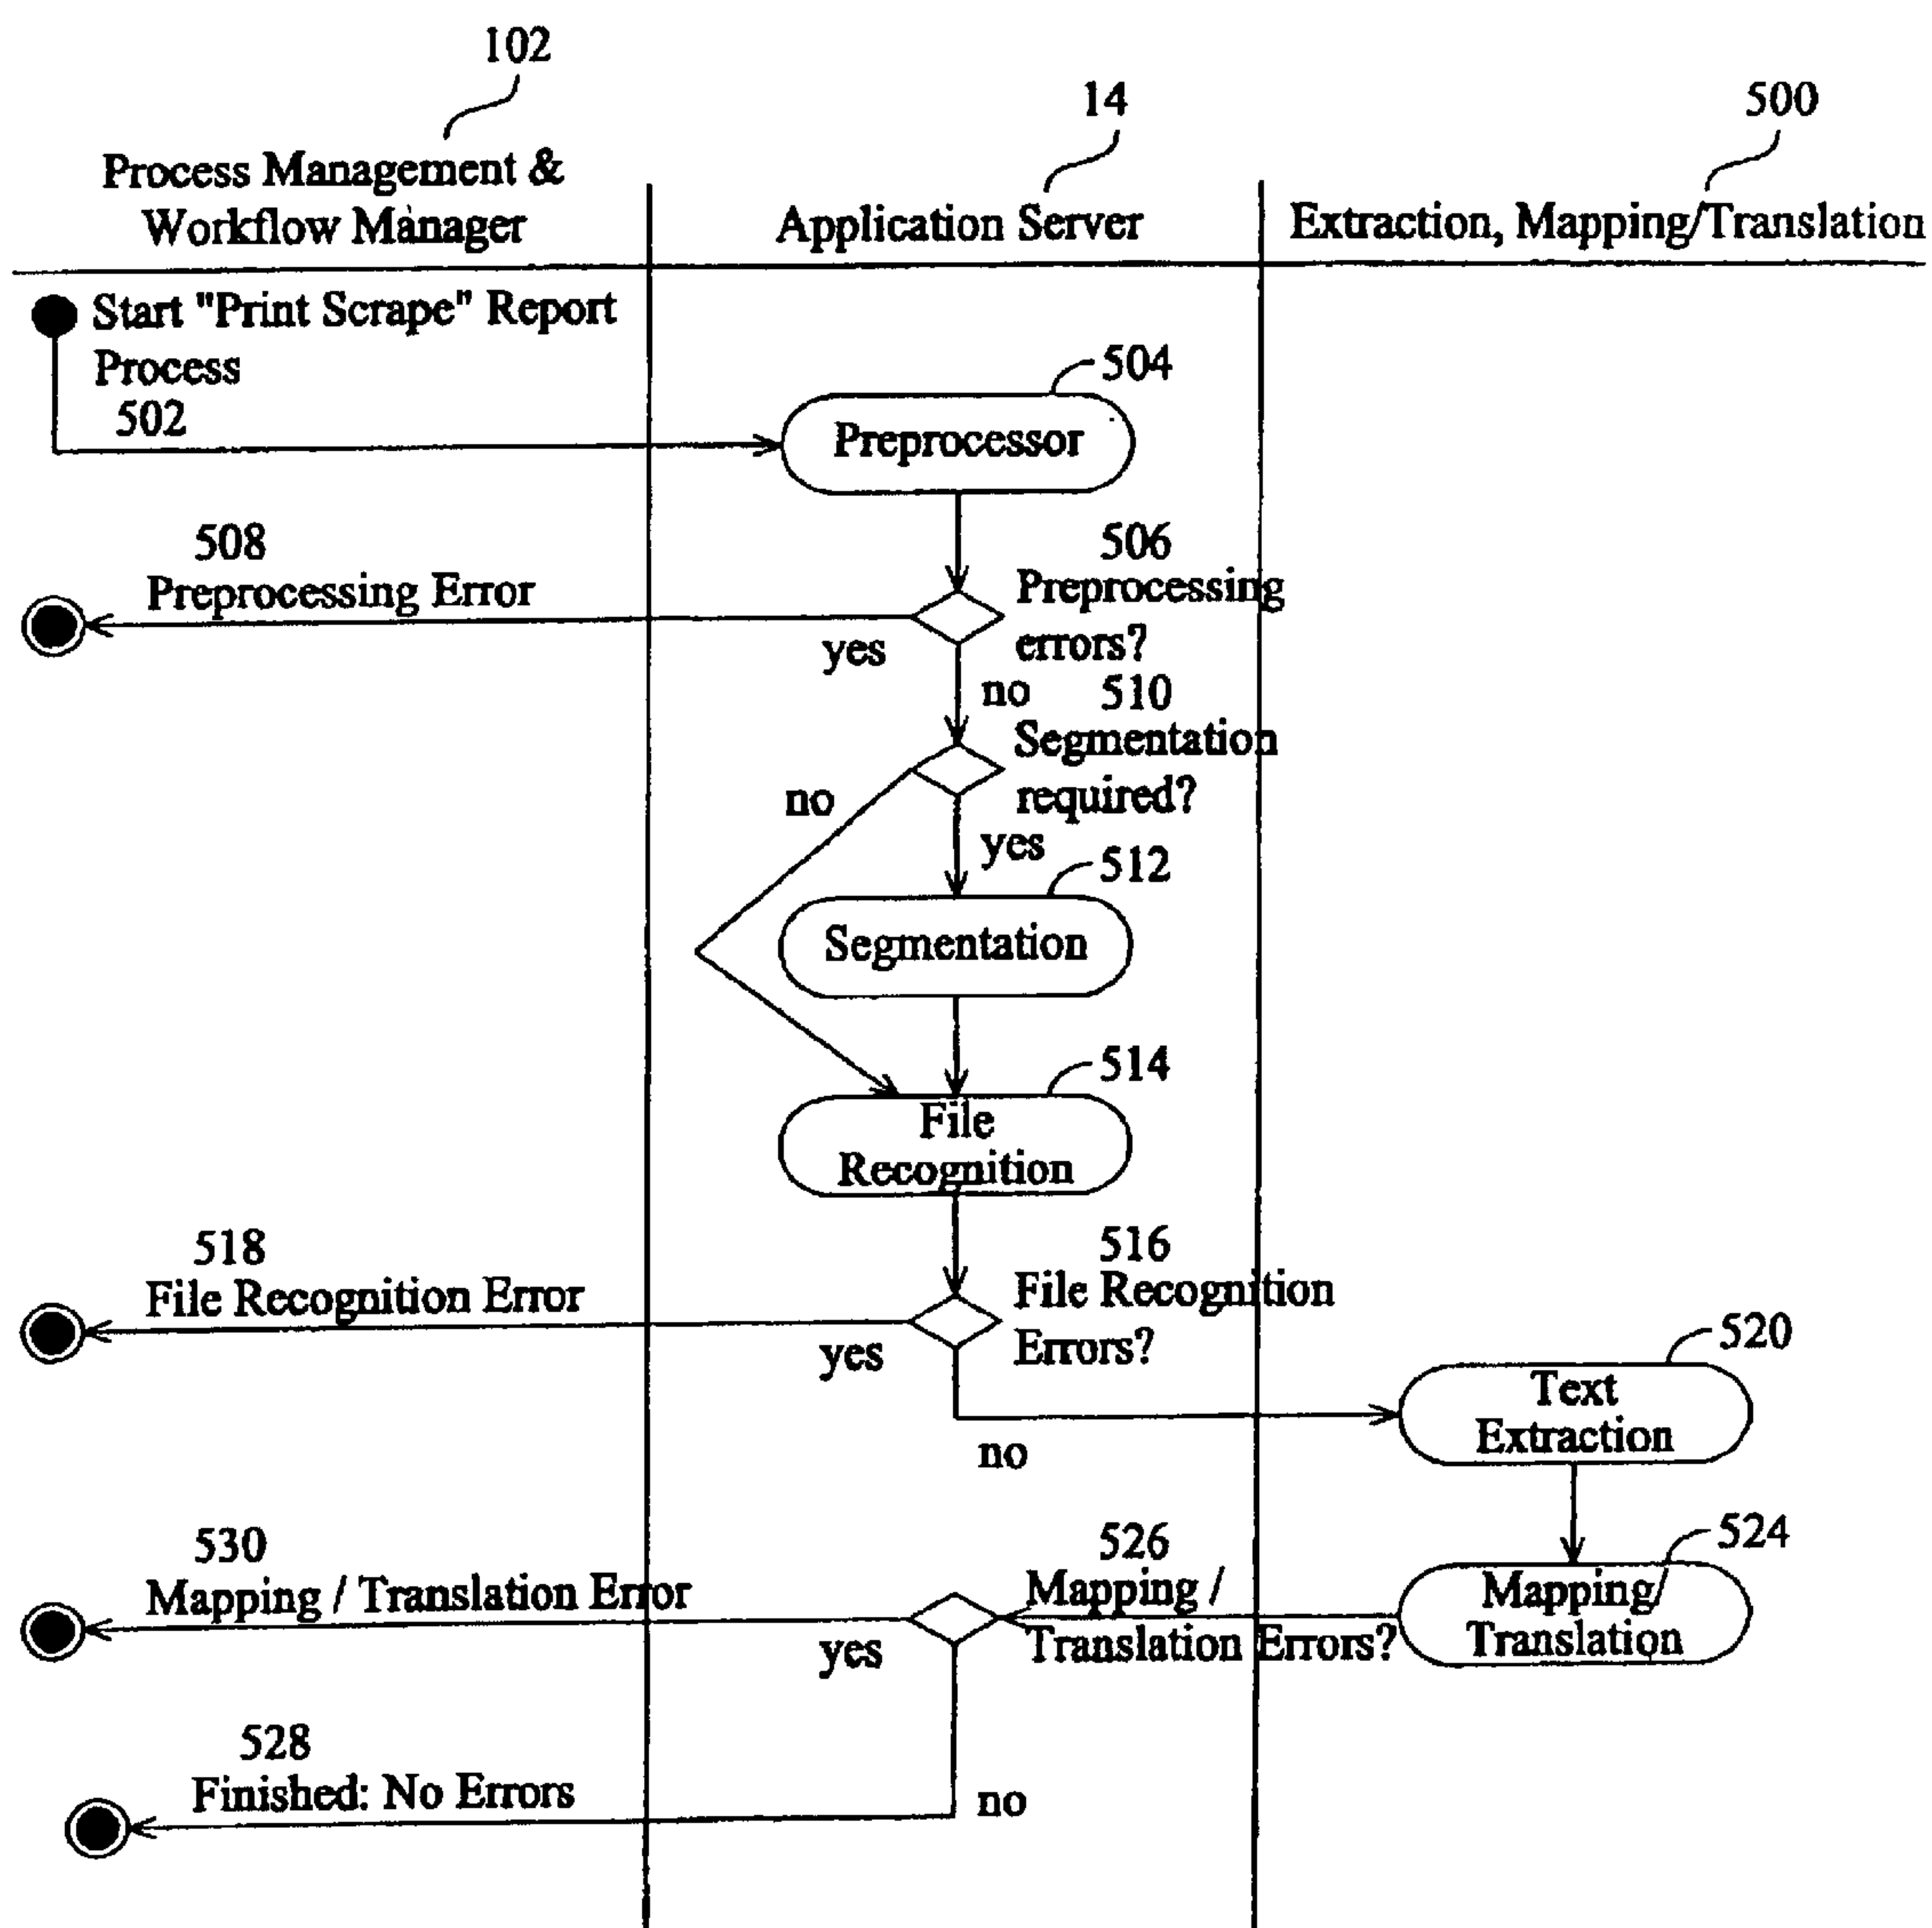 102
14
500
Process Management &
Workflow Manager
Application Server
Extraction, Mapping/Translation
Start "Print Scrape" Report
Process
502
504
Preprocessor
508
Preprocessing Error
506
Preprocessing
errors?
yes
no
510
Segmentation
required?
no
yes
512
Segmentation
514
File
Recognition
518
File Recognition Error
516
File Recognition
Errors?
yes
no
520
Text
Extraction
530
Mapping / Translation Error
526
Mapping /
Translation Errors?
524
Mapping/
Translation
yes
528
Finished: No Errors
no